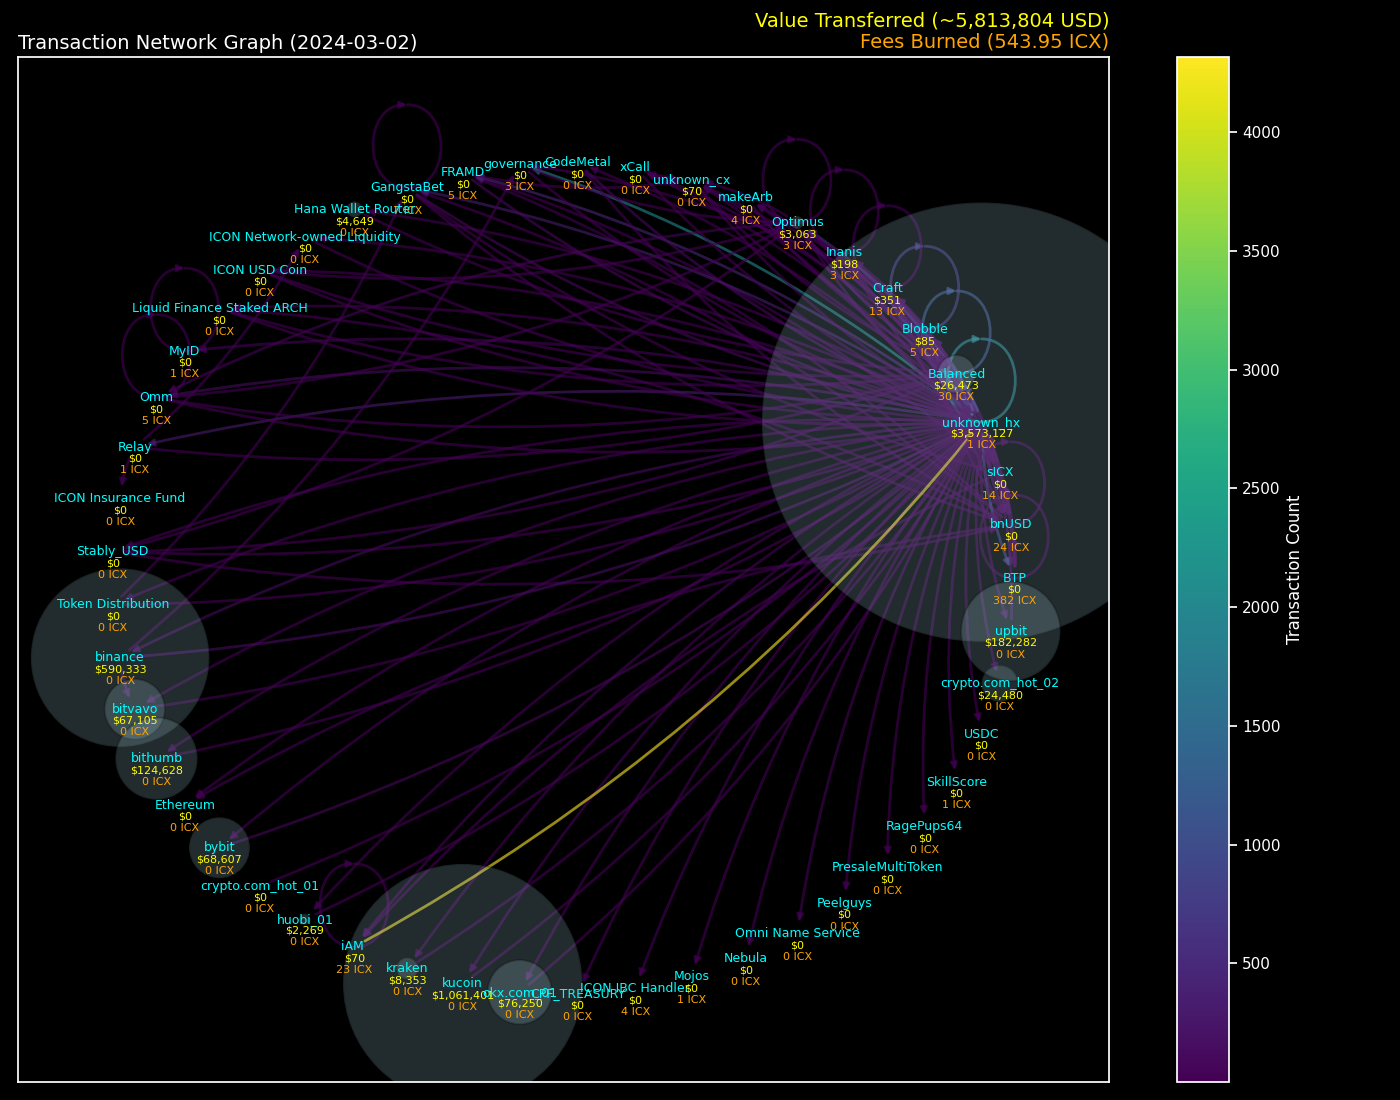 Value Transferred (~5,813,804 USD)
Transaction Network Graph (2024-03-02)
Fees Burned (543.95 ICX)
CodeMetal
$0
0 ICX
governance
$0
3 ICX
xCall
$0
0 ICX
FRAMD
$0
5 ICX
unknown_cx
$70
0 ICX
GangstaBet
$0
ICX
makeArb
$0
4 ICX
Hana Wallet Router
$4,649
0 ICX
Optimus
$3,063
3 ICX
ICON Network-owned Liquidity
$0
0 ICX
Inanis
$198
3 ICX
ICON USD Coin
$0
0 ICX
Craft
$351
13 ICX
Liquid Finance Staked ARCH
$0
0 ICX
Blobble
$85
5 ICX
MyID
$0
1 ICX
Balanced
$26,473
30 ICX
Omm
$0
5 ICX
unknown_hx
$3,573,127
1 ICX
Relay
$0
1 ICX
sICX
$0
14 ICX
ICON Insurance Fund
$0
0 ICX
bnUSD
$0
24 ICX
Stably_USD
$0
0 ICX
BTP
$0
382 ICX
Token Distribution
$0
0 ICX
upbit
$182,282
0 ICX
binance
$590,333
0 ICX
crypto.com_hot_02
$24,480
0 ICX
bitvavo
$67,105
0 ICX
USDC
$0
0 ICX
bithumb
$124,628
0 ICX
SkillScore
$0
1 ICX
Ethereum
$0
0 ICX
RagePups64
$0
0 ICX
bybit
$68,607
0 ICX
PresaleMultiToken
$0
0 ICX
crypto.com_hot_01
$0
0 ICX
Peelguys
$0
0 ICX
huobi_01
$2,269
0 ICX
Omni Name Service
$0
0 ICX
iAM
$70
23 ICX
Nebula
$0
0 ICX
kraken
$8,353
0 ICX
Mojos
$0
1 ICX
kucoin
$1,061,401
0 ICX
okx.com_01
$76,250
0 ICX
CPF_TREASURY
$0
0 ICX
ICON IBC Handler
$0
4 ICX
4000
3500
3000
2500
2000
1500
1000
500
Transaction Count